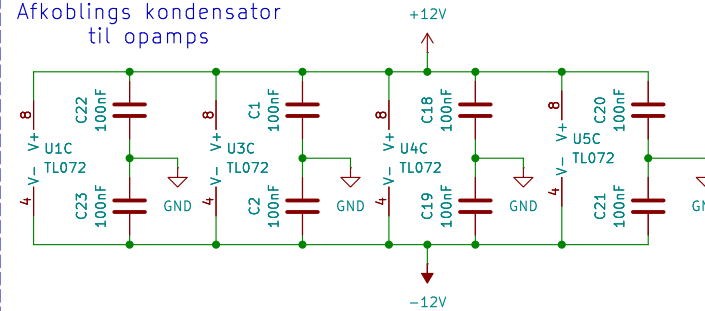 Afkoblings kondensator
til opamps
+12V
8
V+
U1C
TL072
V-
4
C22
100nF
C23
100nF
GND
8
V+
U3C
TL072
V-
4
C1
100nF
C2
100nF
GND
8
V+
U4C
TL072
V-
4
C18
100nF
C19
100nF
GND
8
V+
U5C
TL072
V-
4
C20
100nF
C21
100nF
-12V